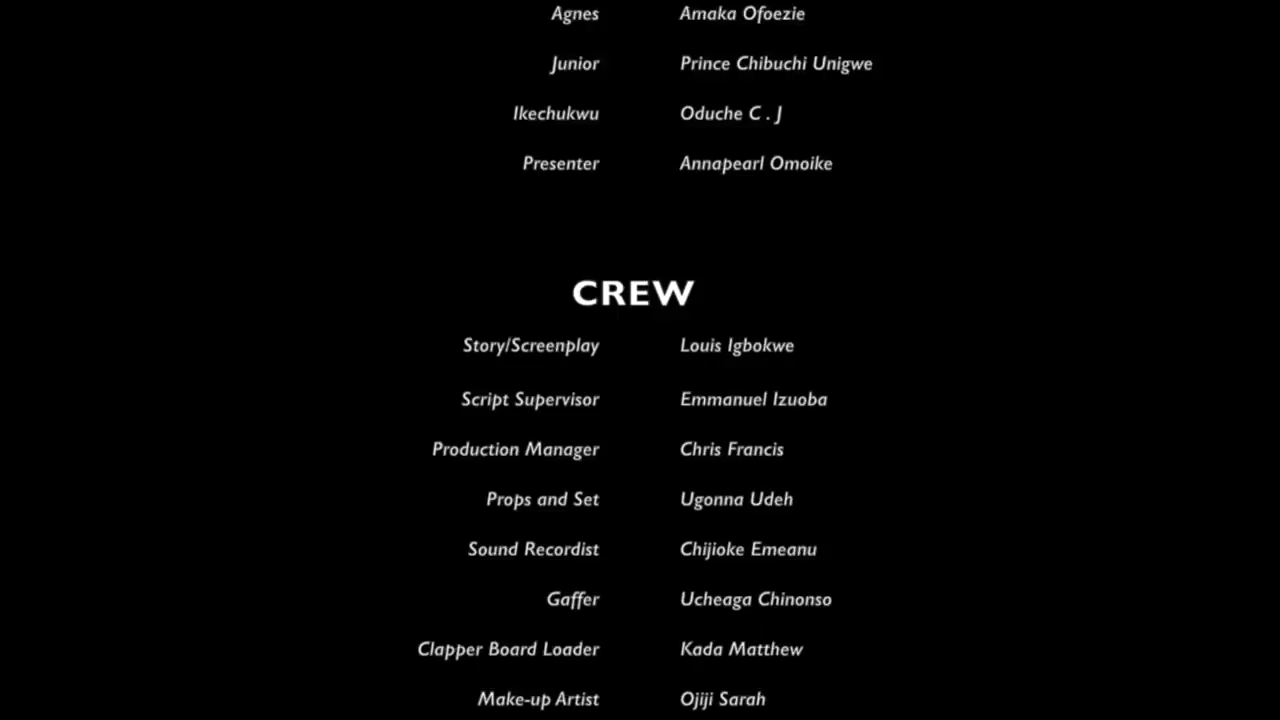 Agnes Amaka Ofoezie
Junior Prince Chibuchi Unigwe
Ikechukwu Oduche C . J
Presenter Annapearl Omoike
CREW
Story/Screenplay Louis Igbokwe
Script Supervisor Emmanuel Izuoba
Production Manager Chris Francis
Props and Set Ugonna Udeh
Sound Recordist Chijioke Emeanu
Gaffer Ucheaga Chinonso
Clapper Board Loader Kada Matthew
Make-up Artist Ojiji Sarah